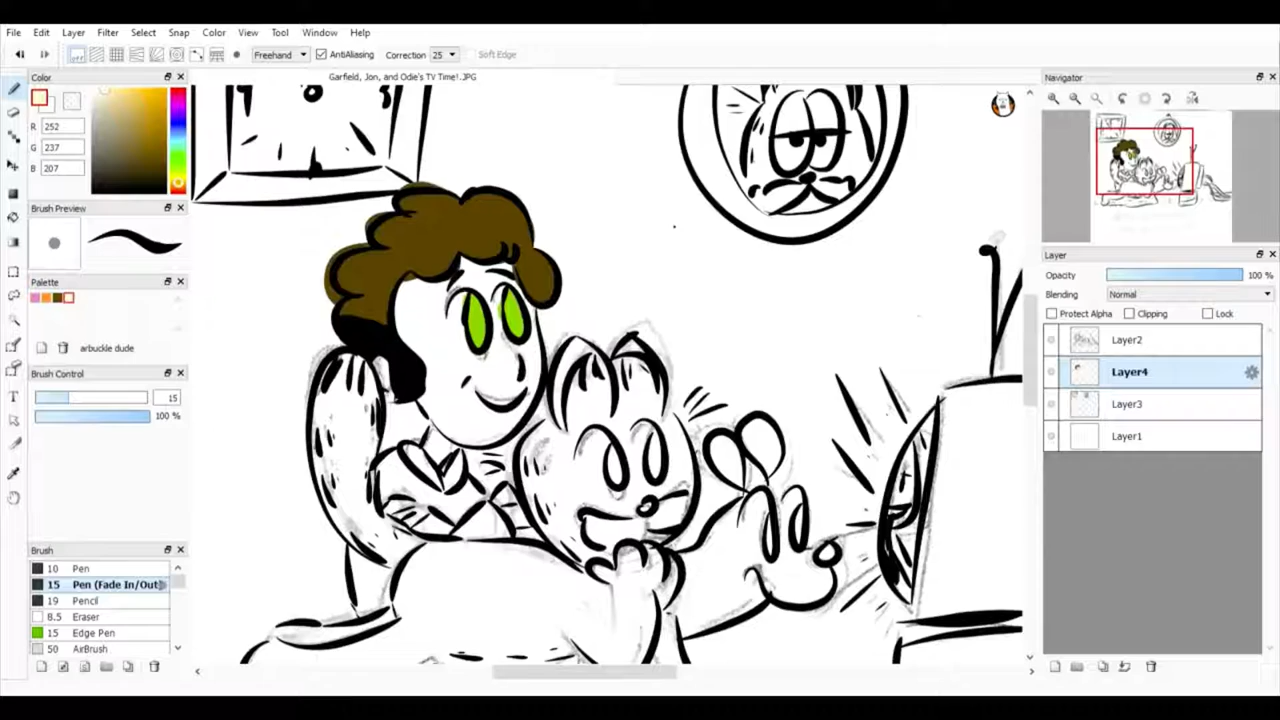 File Edit Layer Filter Select Snap Color View Tool Window Help
Freehand AntiAliasing Correction 25 Soft Edge
Color
Garfield, Jon, and Odie's TV Time!.JPG
Navigator
R 252
G 237
B 207
Brush Preview
Layer
Opacity 100 %
Palette
Blending Normal
Protect Alpha Clipping Lock
Layer2
arbuckle dude
Layer4
Brush Control
15
Layer3
100 %
Layer1
Brush
10 Pen
15 Pen (Fade In/Out)
19 Pencil
8.5 Eraser
15 Edge Pen
50 AirBrush